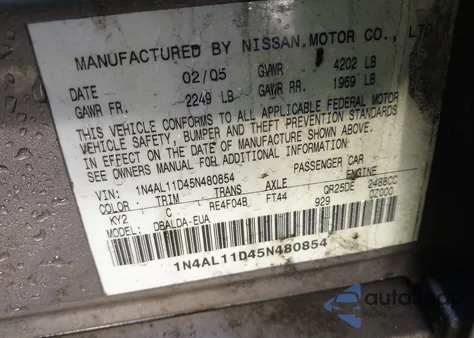 MANUFACTURED BY NISSAN MOTOR CO., LTD
DATE 02/05 GVWR 4202 LB
GAWR FR. 2249 LB GAWR RR. 1969 LB
THIS VEHICLE CONFORMS TO ALL APPLICABLE FEDERAL MOTOR
VEHICLE SAFETY, BUMPER AND THEFT PREVENTION STANDARDS
IN EFFECT ON THE DATE OF MANUFACTURE SHOWN ABOVE.
SEE OWNERS MANUAL FOR ADDITIONAL INFORMATION.
VIN: 1N4AL11D45N480854 PASSENGER CAR
COLOR TRIM TRANS AXLE ENGINE
KY2 C RE4F04B FT44 QR25DE 2488CC
MODEL: DBALDA-EUA 929 0Z000
1N4AL11D45N480854